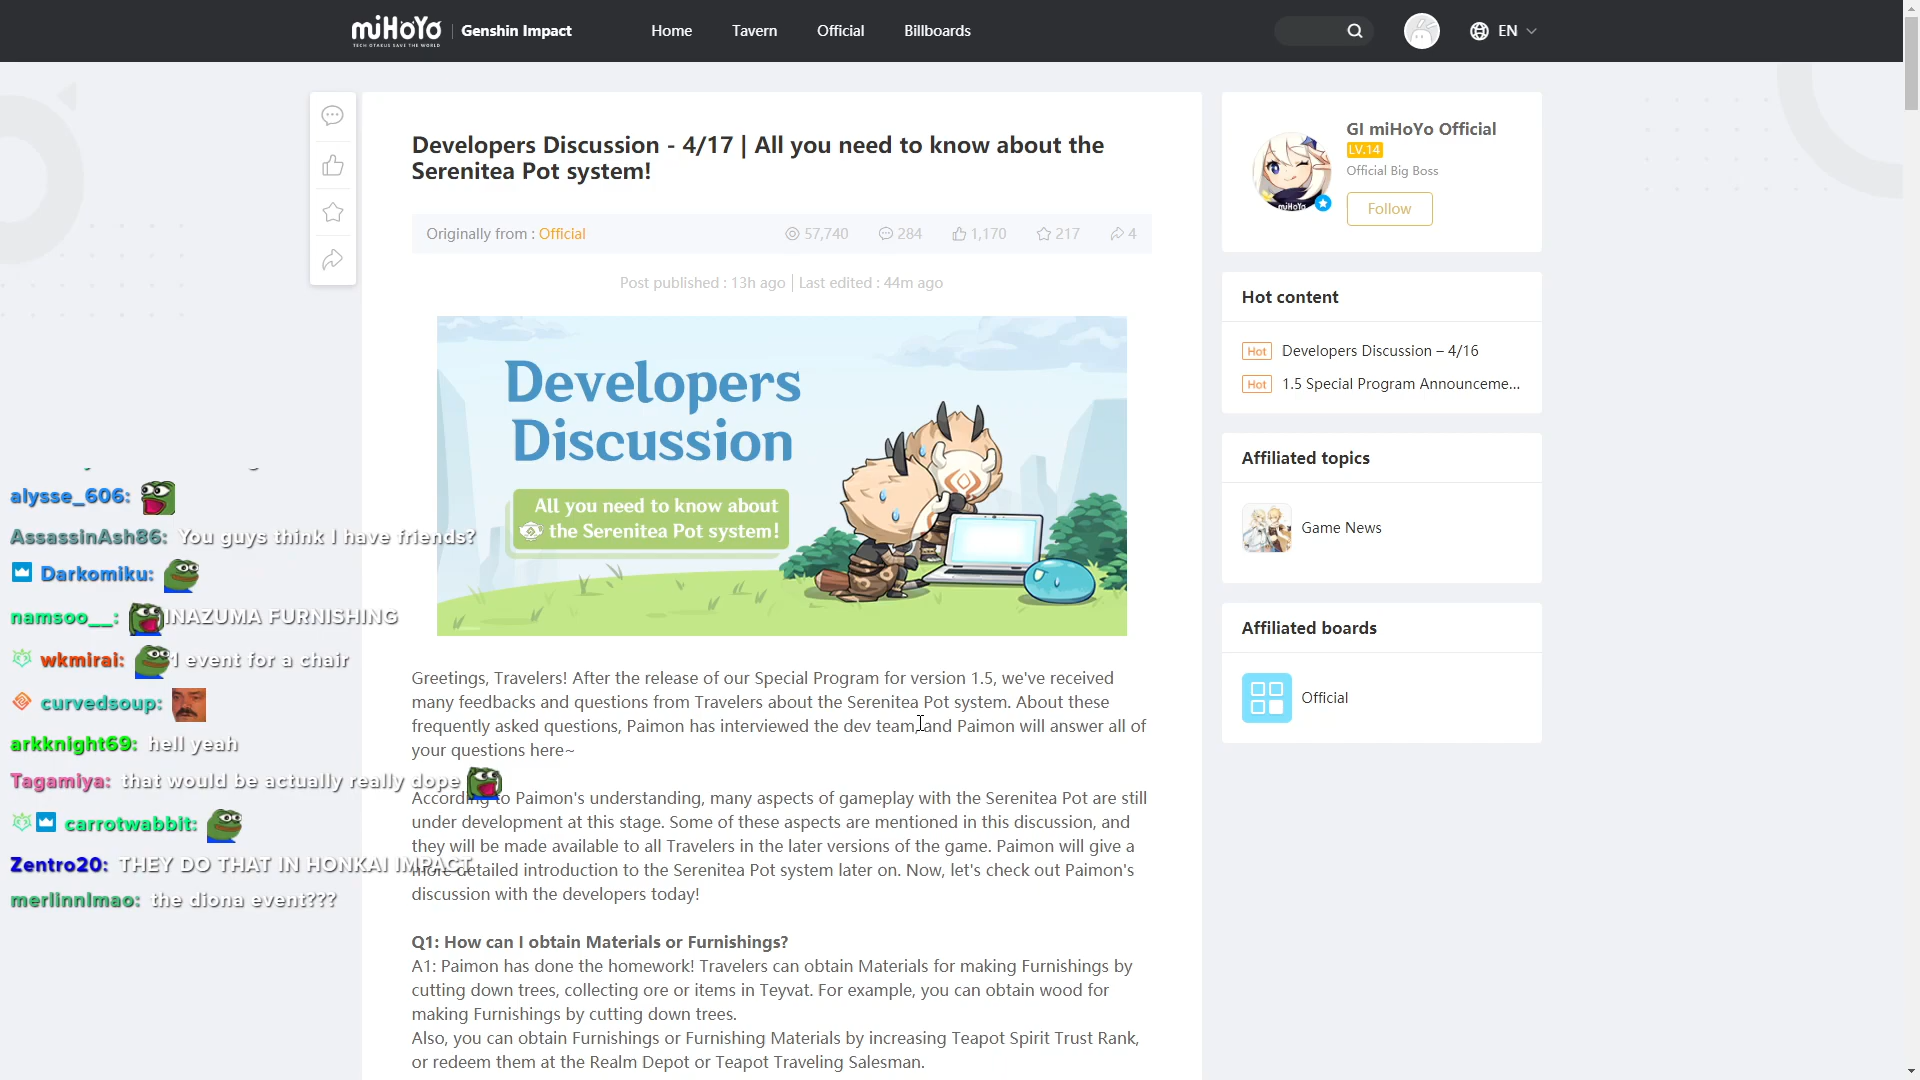 miHoYo
TECH OTAKUS SAVE THE WORLD
Genshin Impact
Home
Tavern
Official
Billboards
EN
Developers Discussion - 4/17 | All you need to know about the
Serenitea Pot system!
Originally from : Official
57,740
284
1,170
217
4
Post published : 13h ago | Last edited : 44m ago
Developers
Discussion
All you need to know about
the Serenitea Pot system!
Greetings, Travelers! After the release of our Special Program for version 1.5, we've received
many feedbacks and questions from Travelers about the Serenitea Pot system. About these
frequently asked questions, Paimon has interviewed the dev team, and Paimon will answer all of
your questions here~
According to Paimon's understanding, many aspects of gameplay with the Serenitea Pot are still
under development at this stage. Some of these aspects are mentioned in this discussion, and
they will be made available to all Travelers in the later versions of the game. Paimon will give a
more detailed introduction to the Serenitea Pot system later on. Now, let's check out Paimon's
discussion with the developers today!
Q1: How can I obtain Materials or Furnishings?
A1: Paimon has done the homework! Travelers can obtain Materials for making Furnishings by
cutting down trees, collecting ore or items in Teyvat. For example, you can obtain wood for
making Furnishings by cutting down trees.
Also, you can obtain Furnishings or Furnishing Materials by increasing Teapot Spirit Trust Rank,
or redeem them at the Realm Depot or Teapot Traveling Salesman.
GI miHoYo Official
LV.14
Official Big Boss
miHoYo
Follow
Hot content
Hot Developers Discussion – 4/16
Hot 1.5 Special Program Announceme...
Affiliated topics
Game News
Affiliated boards
Official
alysse_606:
AssassinAsh86: You guys think I have friends?
Darkomiku:
namsoo__: INAZUMA FURNISHING
wkmirai: 1 event for a chair
curvedsoup:
arkknight69: hell yeah
Tagamiya: that would be actually really dope
carrotwabbit:
Zentro20: THEY DO THAT IN HONKAI IMPACT
merlinnlmao: the diona event???